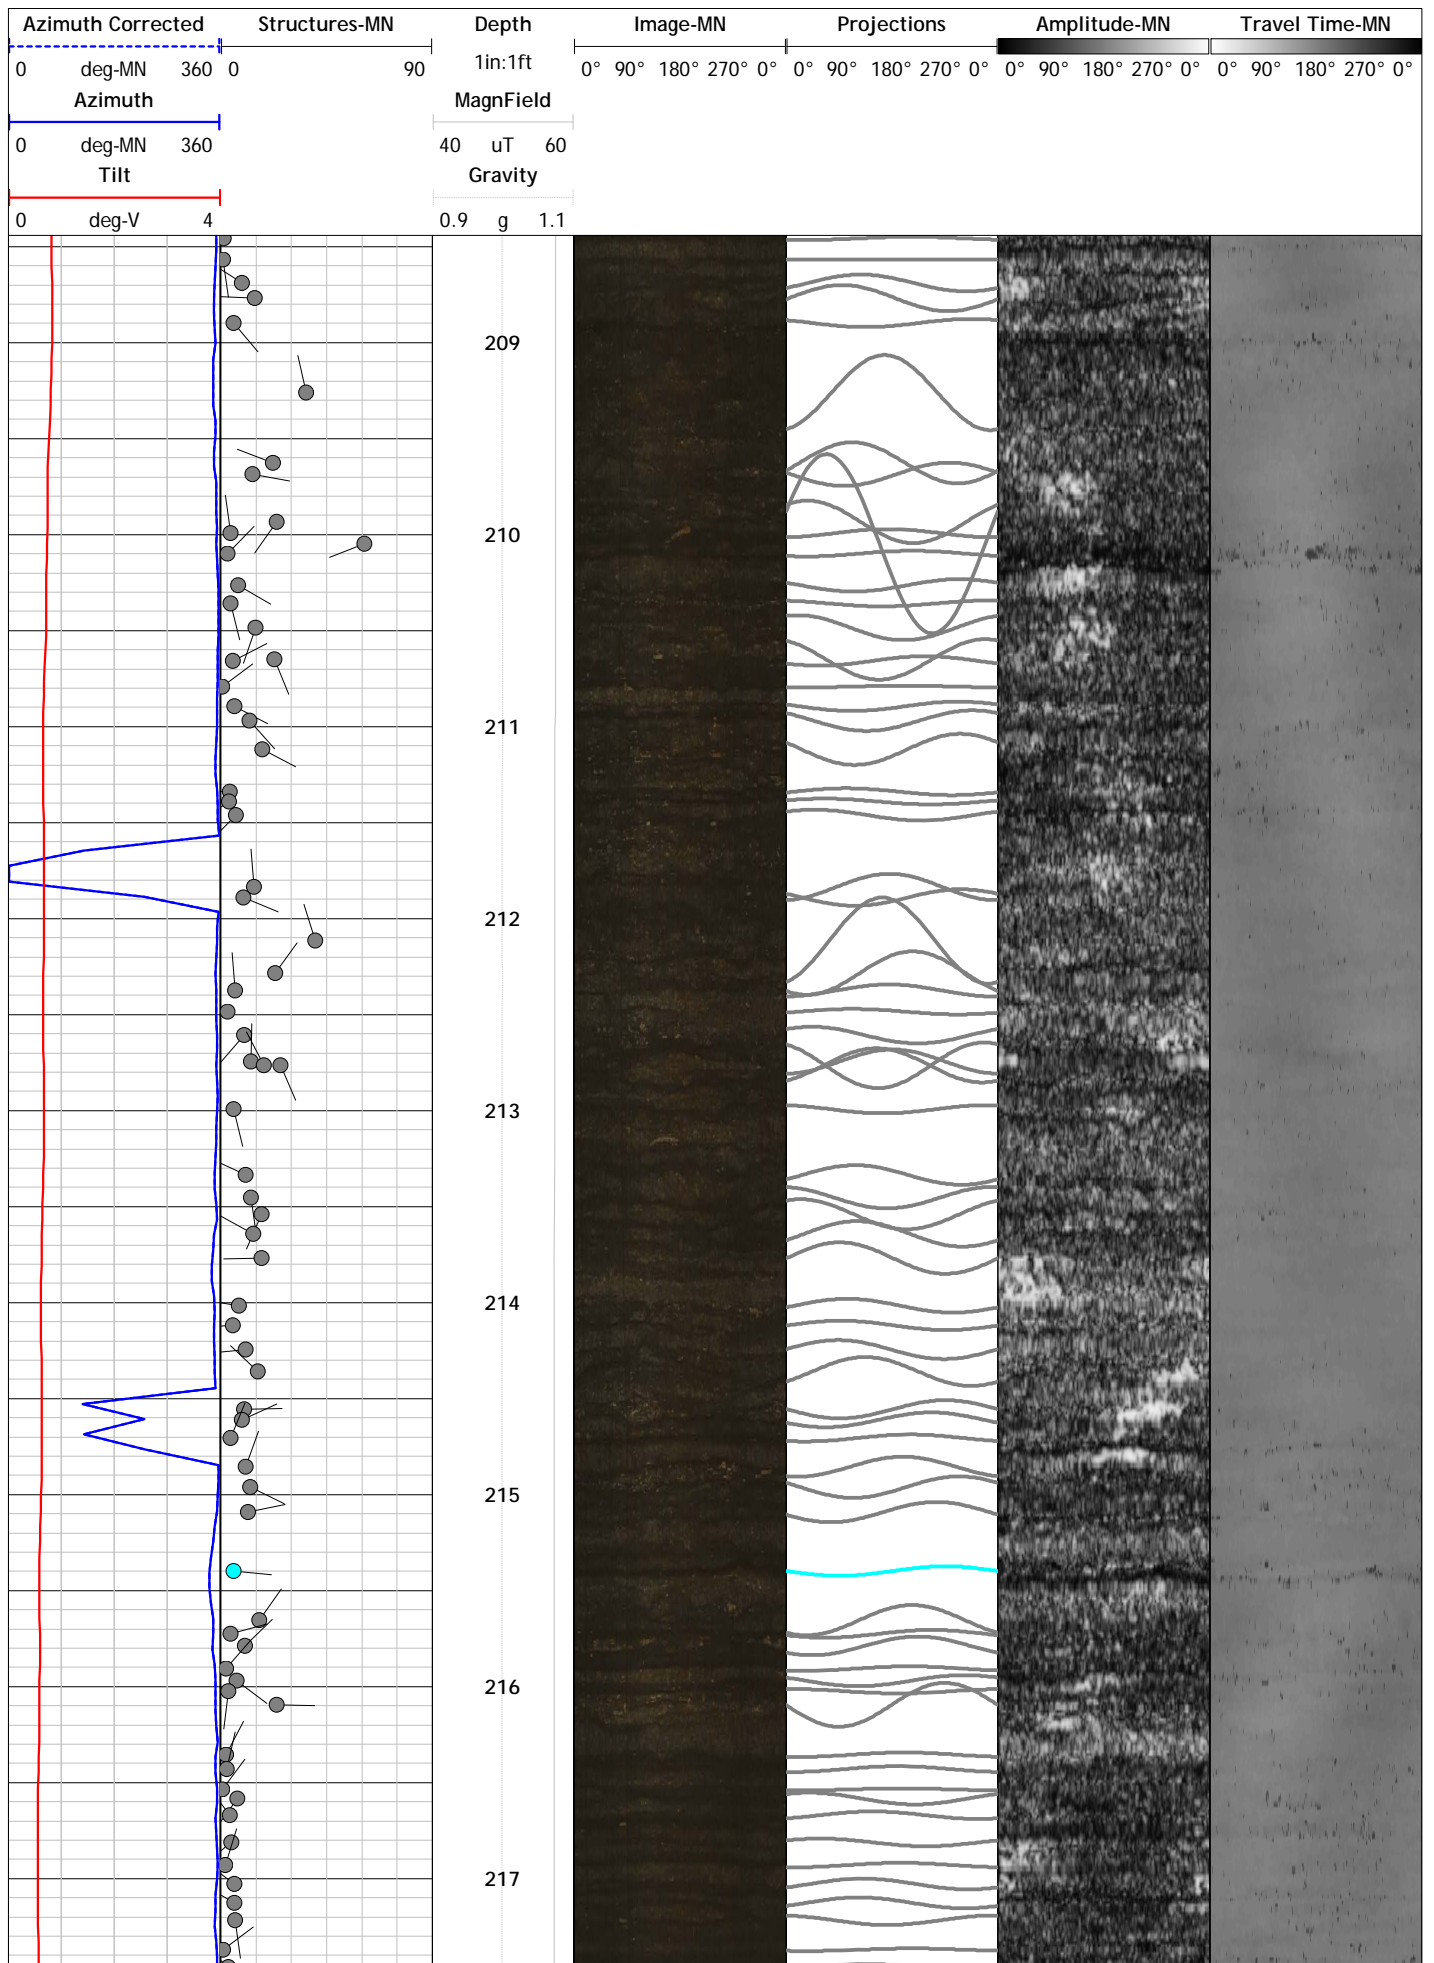 Azimuth Corrected Structures-MN Depth Image-MN Projections Amplitude-MN Travel Time-MN
0 deg-MN 360 0 90 1in:1ft 0° 90° 180° 270° 0° 0° 90° 180° 270° 0° 0° 90° 180° 270° 0° 0° 90° 180° 270° 0°
Azimuth MagnField
0 deg-MN 360 40 uT 60
Tilt Gravity
0 deg-V 4 0.9 g 1.1
209
210
211
212
213
214
215
216
217